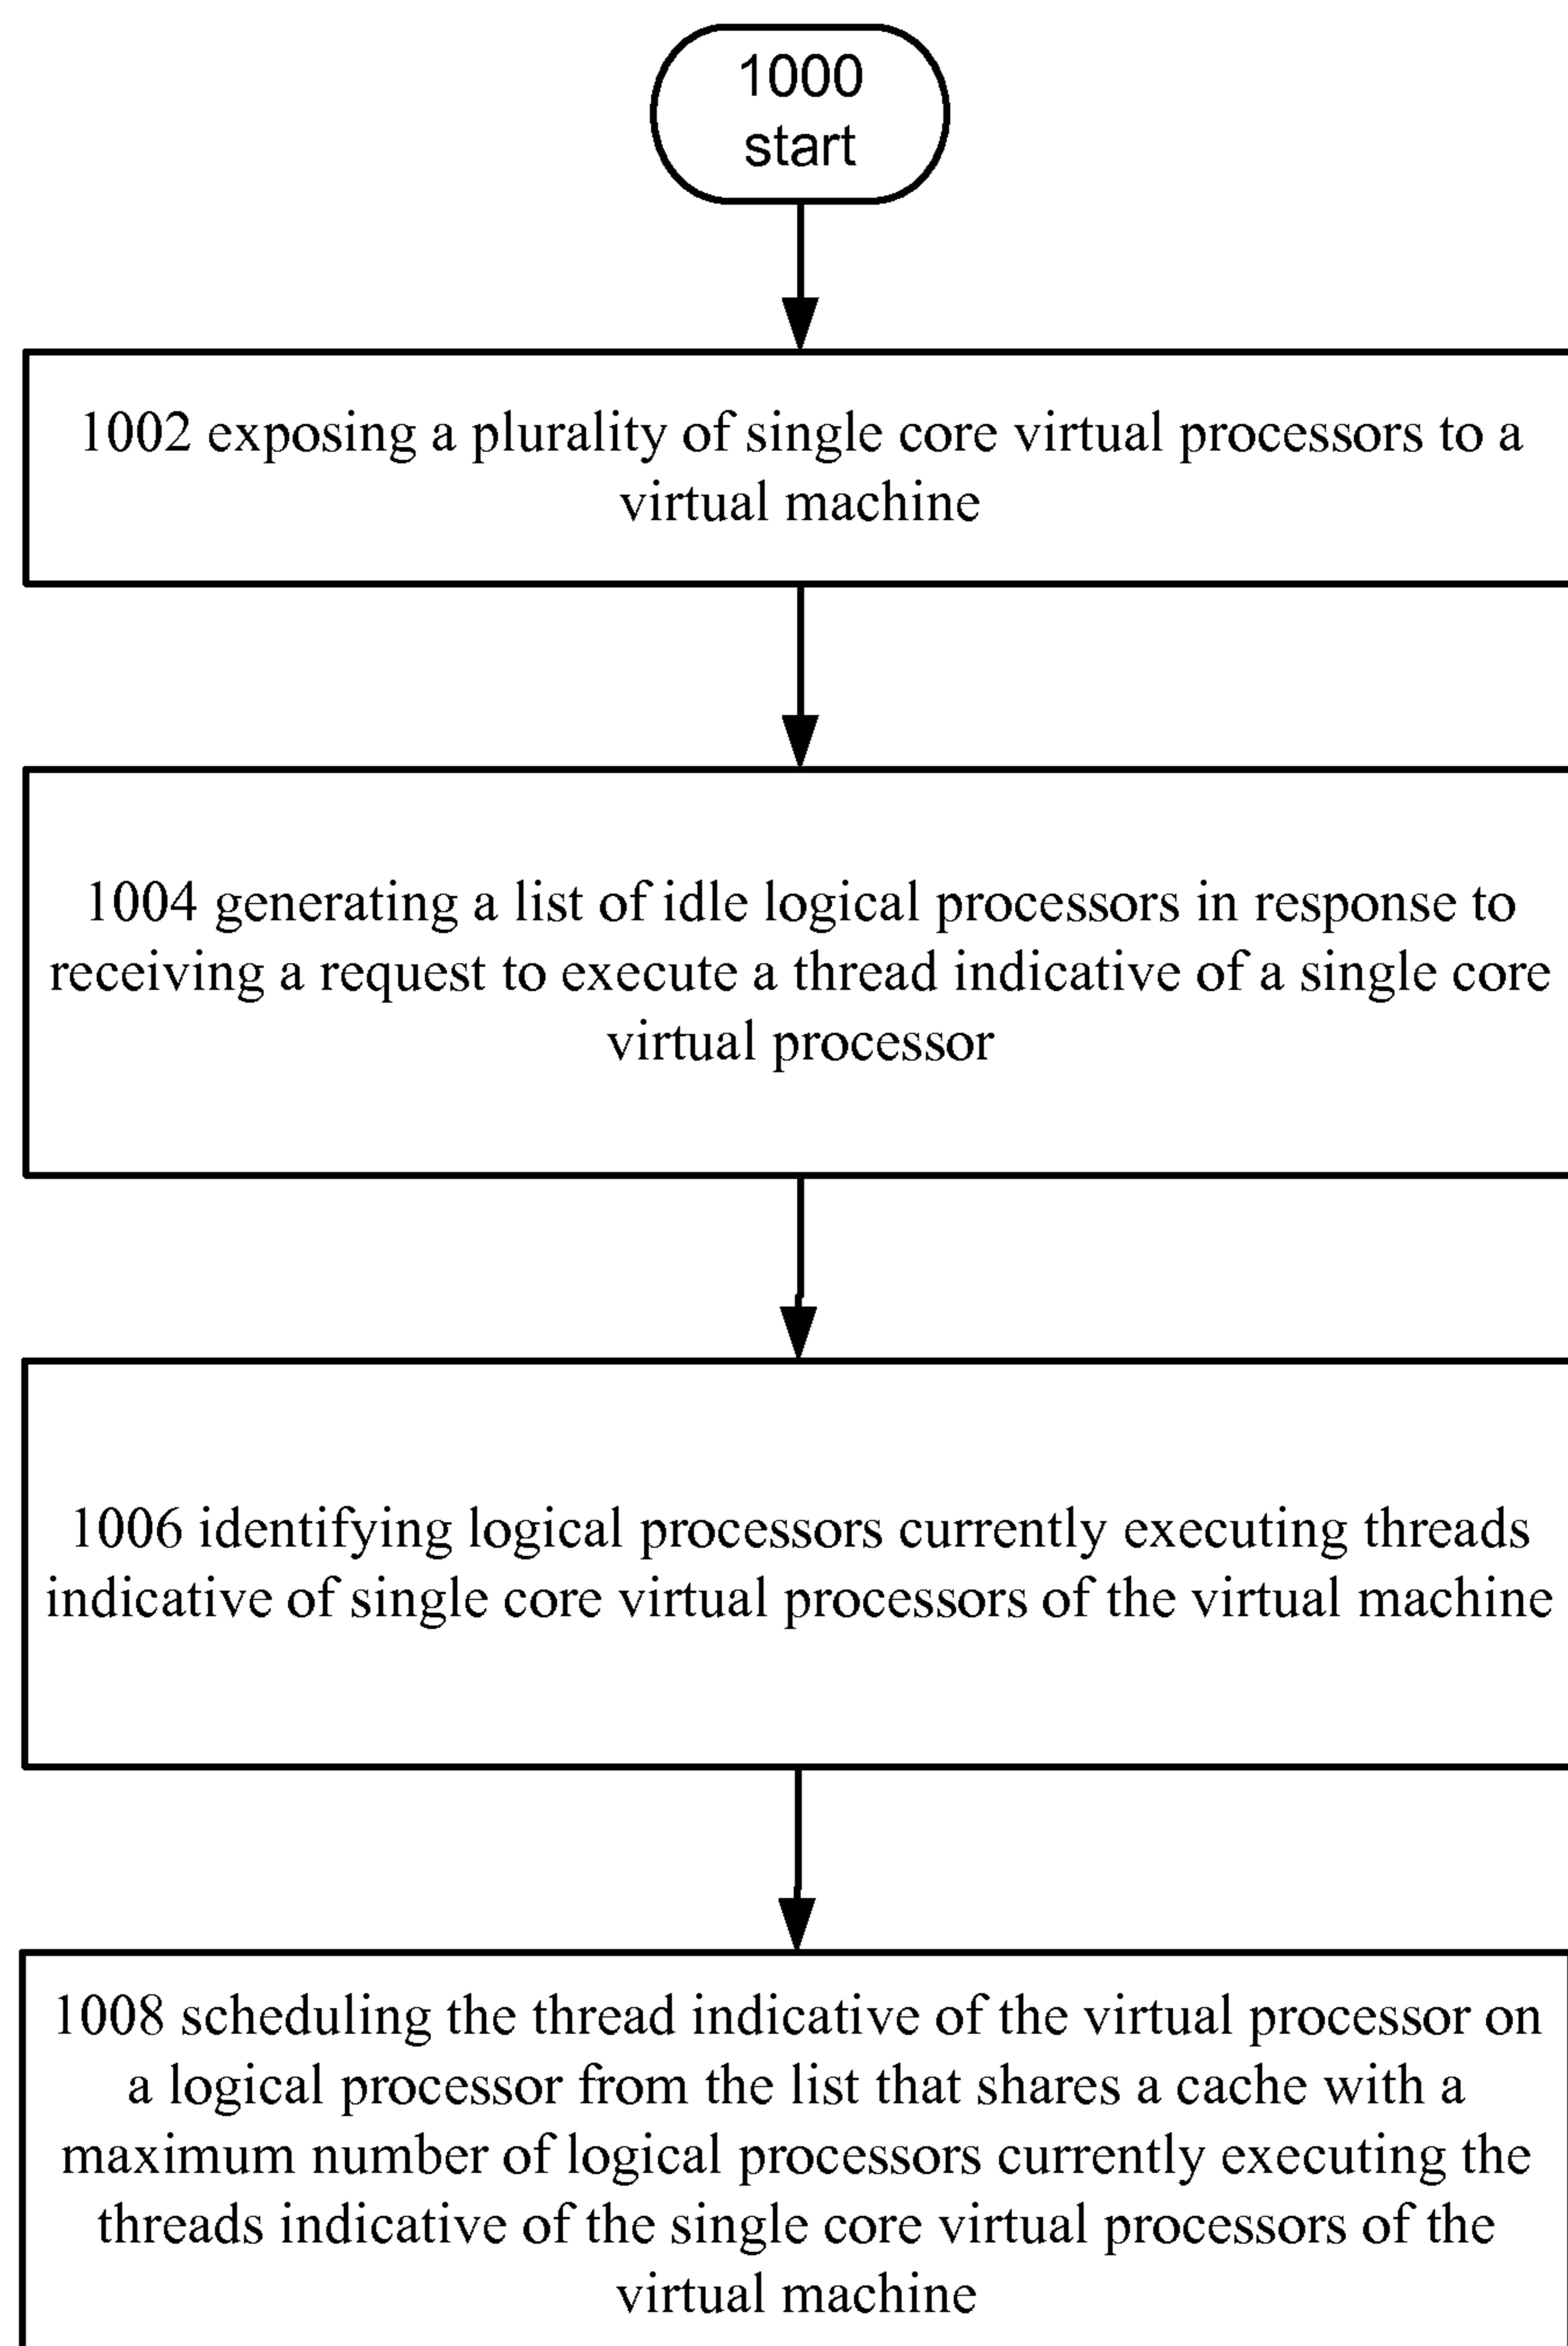 1000
start
1002 exposing a plurality of single core virtual processors to a
virtual machine
1004 generating a list of idle logical processors in response to
receiving a request to execute a thread indicative of a single core
virtual processor
1006 identifying logical processors currently executing threads
indicative of single core virtual processors of the virtual machine
1008 scheduling the thread indicative of the virtual processor on
a logical processor from the list that shares a cache with a
maximum number of logical processors currently executing the
threads indicative of the single core virtual processors of the
virtual machine